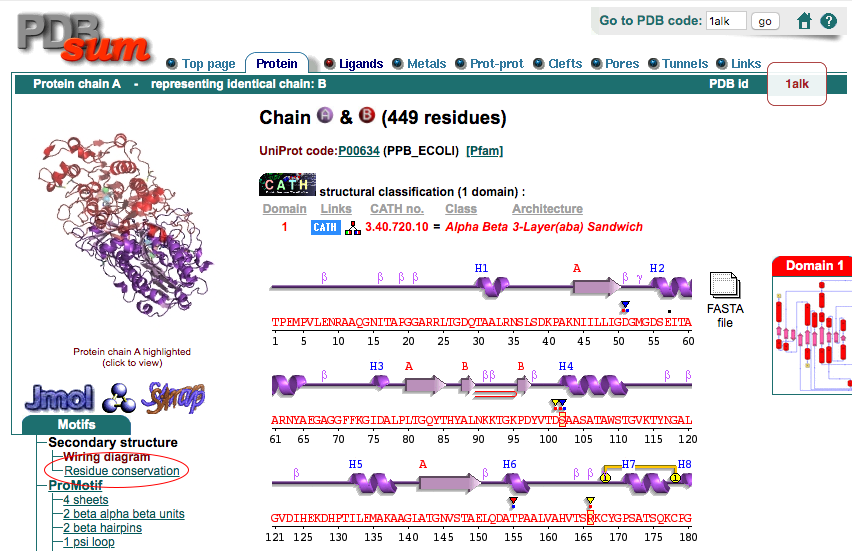 PDB
sum
Go to PDB code: 1alk go ?
Top page Protein Ligands Metals Prot-prot Clefts Pores Tunnels Links
Protein chain A - representing identical chain: B PDB id 1alk
Chain A & B (449 residues)
UniProt code:P00634 (PPB_ECOLI) [Pfam]
CATH structural classification (1 domain) :
Domain Links CATH no. Class Architecture
1 CATH 3.40.720.10 = Alpha Beta 3-Layer(aba) Sandwich
Domain 1
β β β β H1 A β γ H2
TPEMPVLENRAAQGNITAPGGARRLTGDQTAALRNSLSDKPAKNIILLIGDGMGDSEITA
1 5 10 15 20 25 30 35 40 45 50 55 60
FASTA
file
Protein chain A highlighted
(click to view)
β H3 A B ββ B β H4
ARNYAEGAGGFFKGIDALPLTGQYTHYALNKKTGKPDYVTDSAASATAWSTGVKTYNGAL
61 65 70 75 80 85 90 95 100 105 110 115 120
Jmol Strap
Motifs
Secondary structure
Wiring diagram
Residue conservation
ProMotif
4 sheets
2 beta alpha beta units
2 beta hairpins
1 psi loop
β H5 A H6 β β 1 H7 1 H8
GVDIHEKDHPTILEMAKAAGLATGNVSTAELQDATPAALVAHVTSRKCYGPSATSQKCPG
121 125 130 135 140 145 150 155 160 165 170 175 180